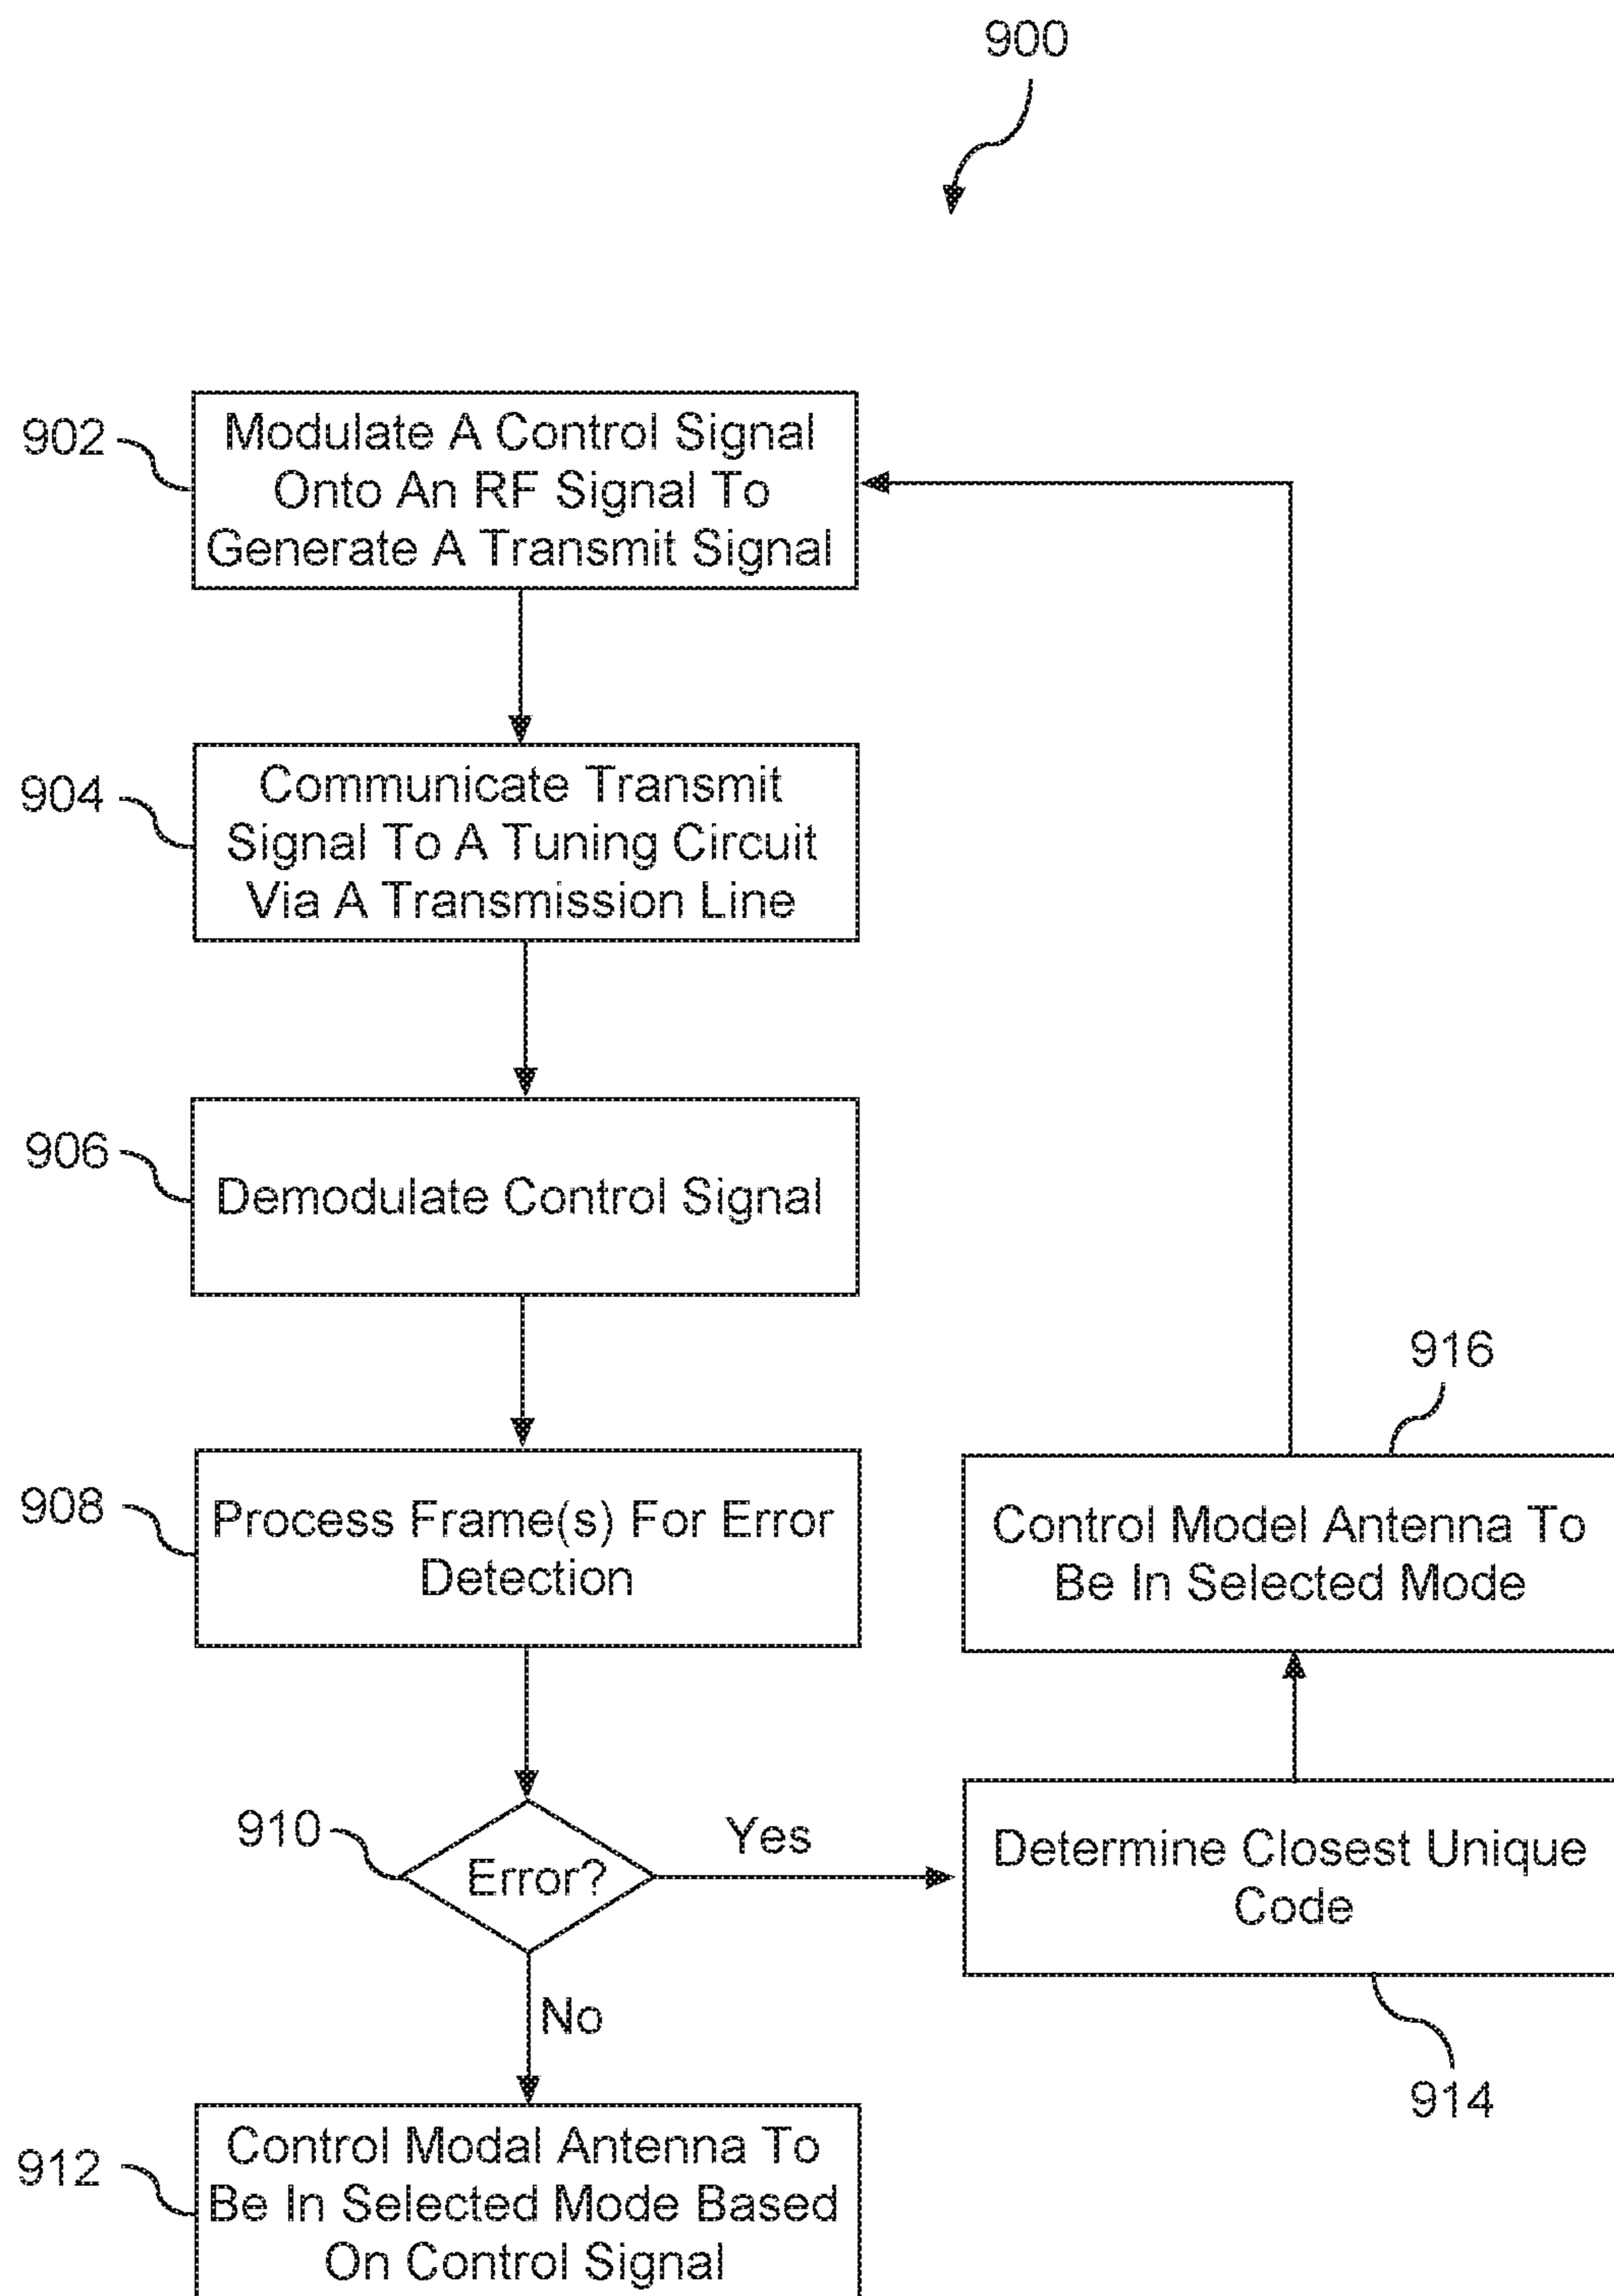 900
902
Modulate A Control Signal
Onto An RF Signal To
Generate A Transmit Signal
904
Communicate Transmit
Signal To A Tuning Circuit
Via A Transmission Line
906
Demodulate Control Signal
908
Process Frame(s) For Error
Detection
910
Error?
Yes
No
912
Control Modal Antenna To
Be In Selected Mode Based
On Control Signal
916
Control Model Antenna To
Be In Selected Mode
Determine Closest Unique
Code
914